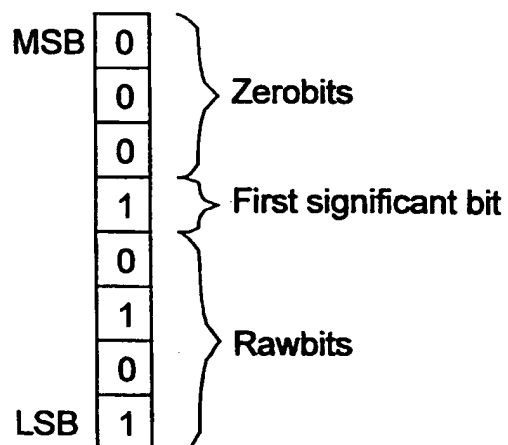 MSB 0
0 Zerobits
0
1 First significant bit
0
1
0 Rawbits
LSB 1